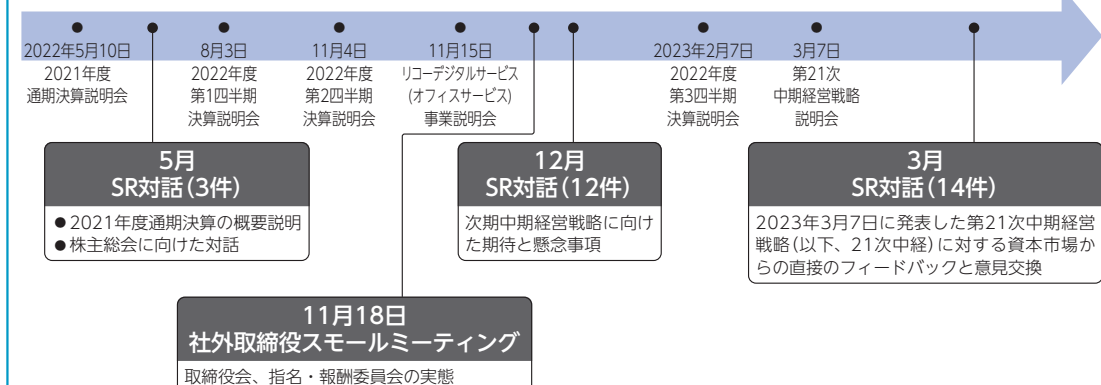 2022年5月10日
2021年度
通期決算説明会
8月3日
2022年度
第1四半期
決算説明会
11月4日
2022年度
第2四半期
決算説明会
11月15日
リコーデジタルサービス
(オフィスサービス)
事業説明会
2023年2月7日
2022年度
第3四半期
決算説明会
3月7日
第21次
中期経営戦略
説明会
5月
SR対話(3件)
●2021年度通期決算の概要説明
●株主総会に向けた対話
12月
SR対話(12件)
次期中期経営戦略に向け
た期待と懸念事項
3月
SR対話(14件)
2023年3月7日に発表した第21次中期経営
戦略(以下、21次中経)に対する資本市場か
らの直接のフィードバックと意見交換
11月18日
社外取締役スモールミーティング
取締役会、指名・報酬委員会の実態